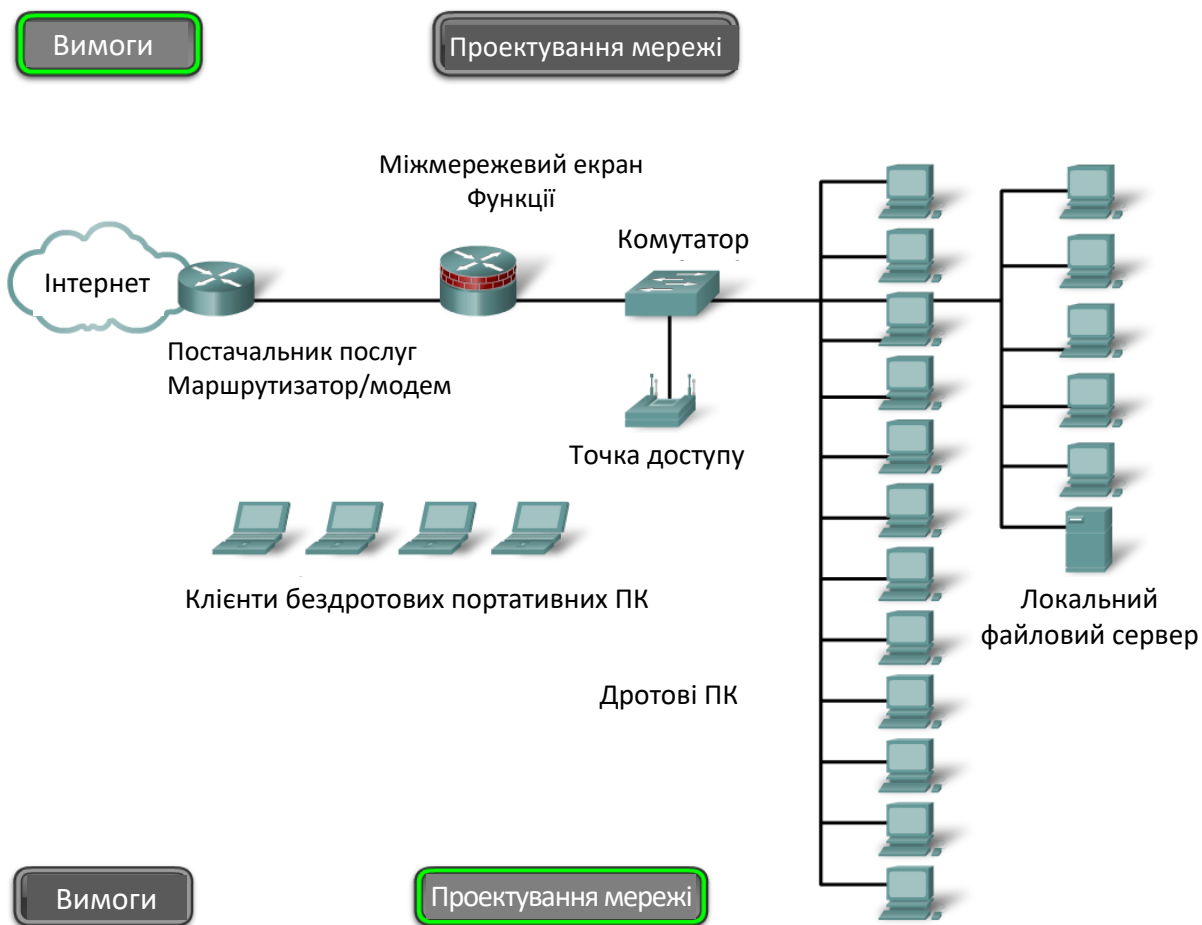 Вимоги
Проектування мережі
Міжмережевий екран
Функції
Комутатор
Інтернет
Постачальник послуг
Маршрутизатор/модем
Точка доступу
Клієнти бездротових портативних ПК
Локальний
файловий сервер
Дротові ПК
Вимоги
Проектування мережі